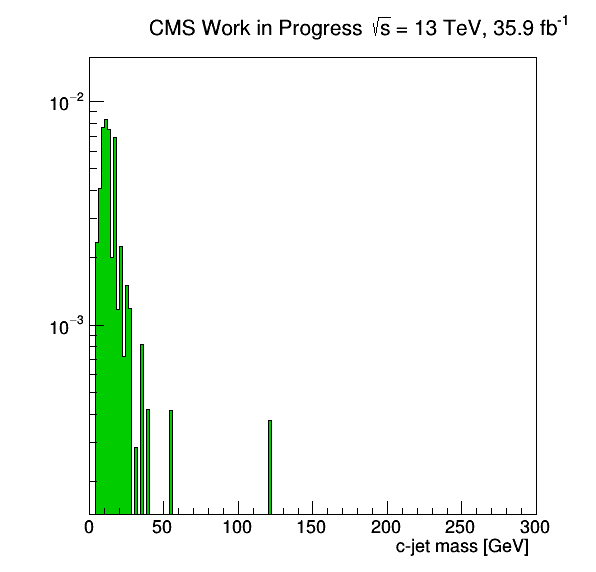 CMS Work in Progress √s = 13 TeV, 35.9 fb⁻¹
10⁻²
10⁻³
0 50 100 150 200 250 300
c-jet mass [GeV]